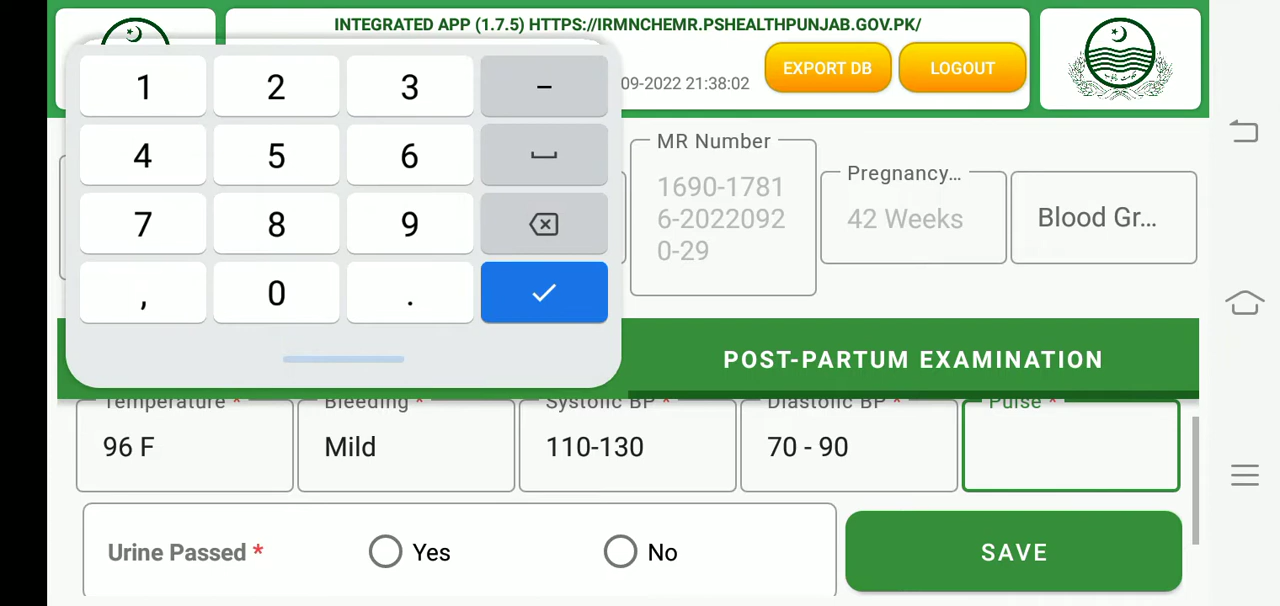 INTEGRATED APP (1.7.5) HTTPS://IRMNCHEMR.PSHEALTHPUNJAB.GOV.PK/
09-2022 21:38:02
EXPORT DB
LOGOUT
1 2 3 –
4 5 6
7 8 9
, 0 .
MR Number
1690-1781
6-2022092
0-29
Pregnancy...
42 Weeks
Blood Gr...
POST-PARTUM EXAMINATION
Temperature *
96 F
Bleeding *
Mild
Systolic BP *
110-130
Diastolic BP *
70 - 90
Pulse *
Urine Passed *
Yes
No
SAVE